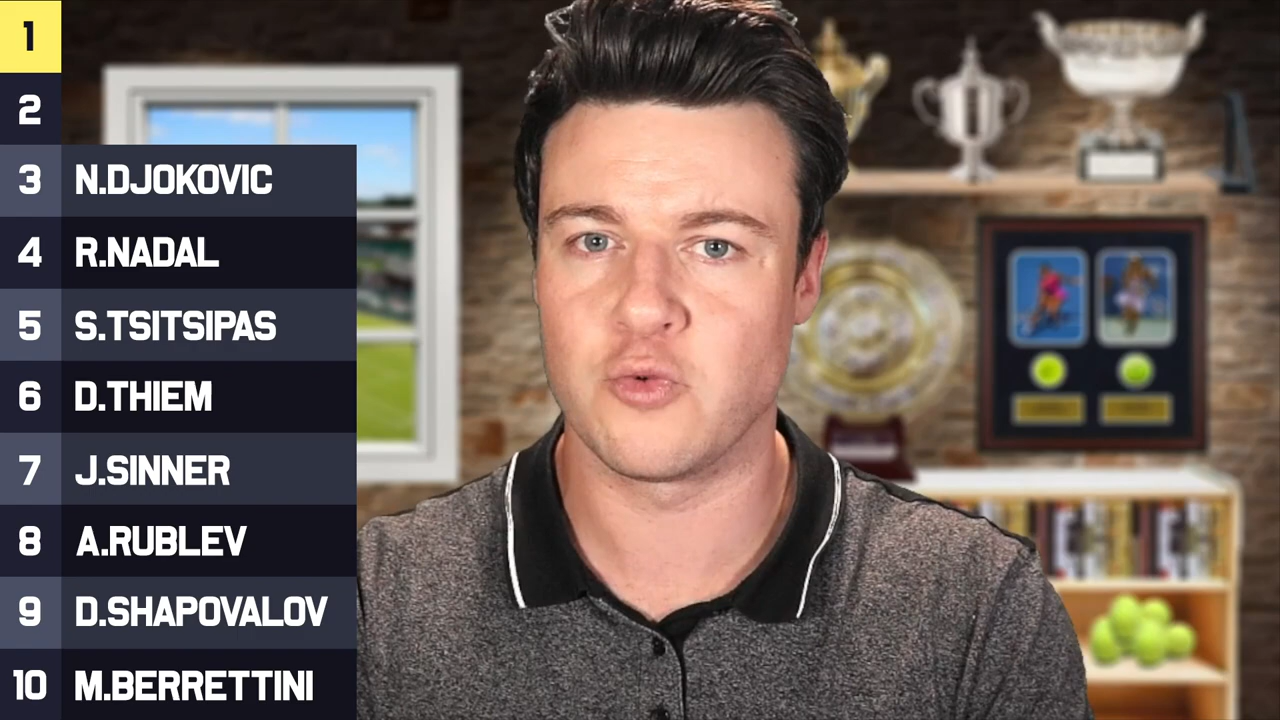 1
2
3 N.DJOKOVIC
4 R.NADAL
5 S.TSITSIPAS
6 D.THIEM
7 J.SINNER
8 A.RUBLEV
9 D.SHAPOVALOV
10 M.BERRETTINI